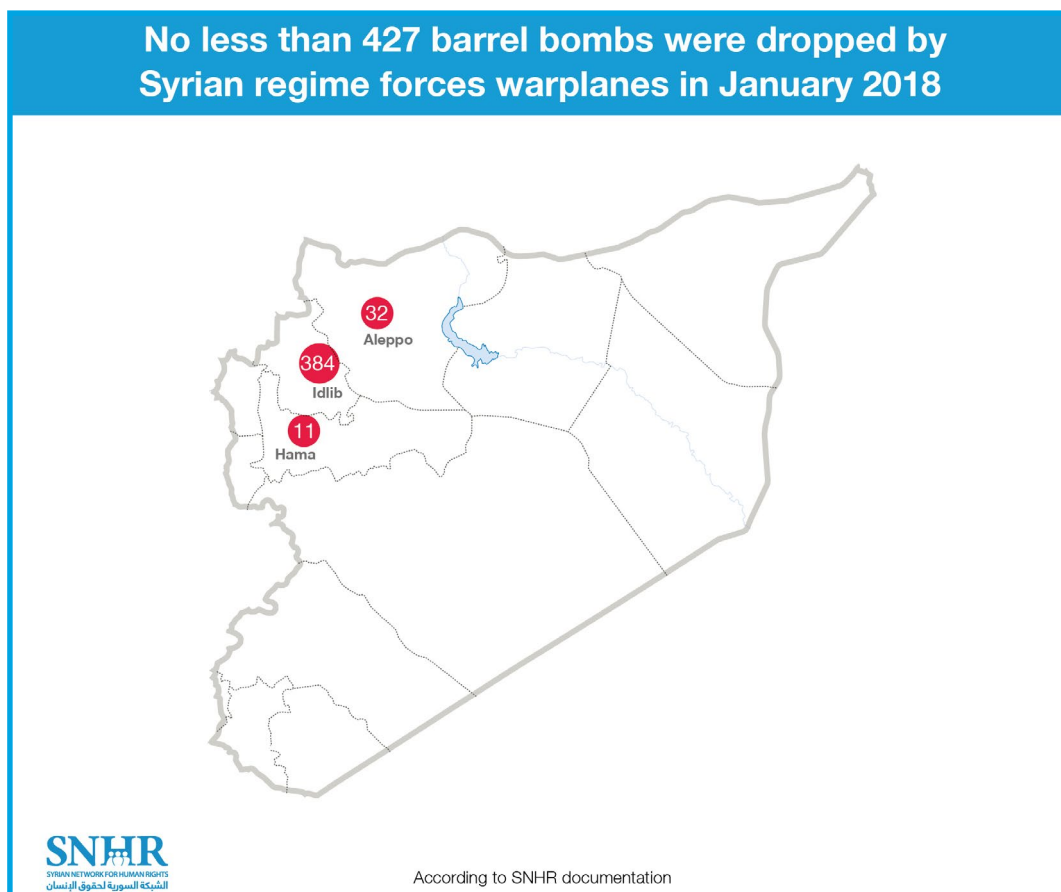 No less than 427 barrel bombs were dropped by
Syrian regime forces warplanes in January 2018
32
Aleppo
384
Idlib
11
Hama
SNHR
SYRIAN NETWORK FOR HUMAN RIGHTS
الشبكة السورية لحقوق الإنسان
According to SNHR documentation